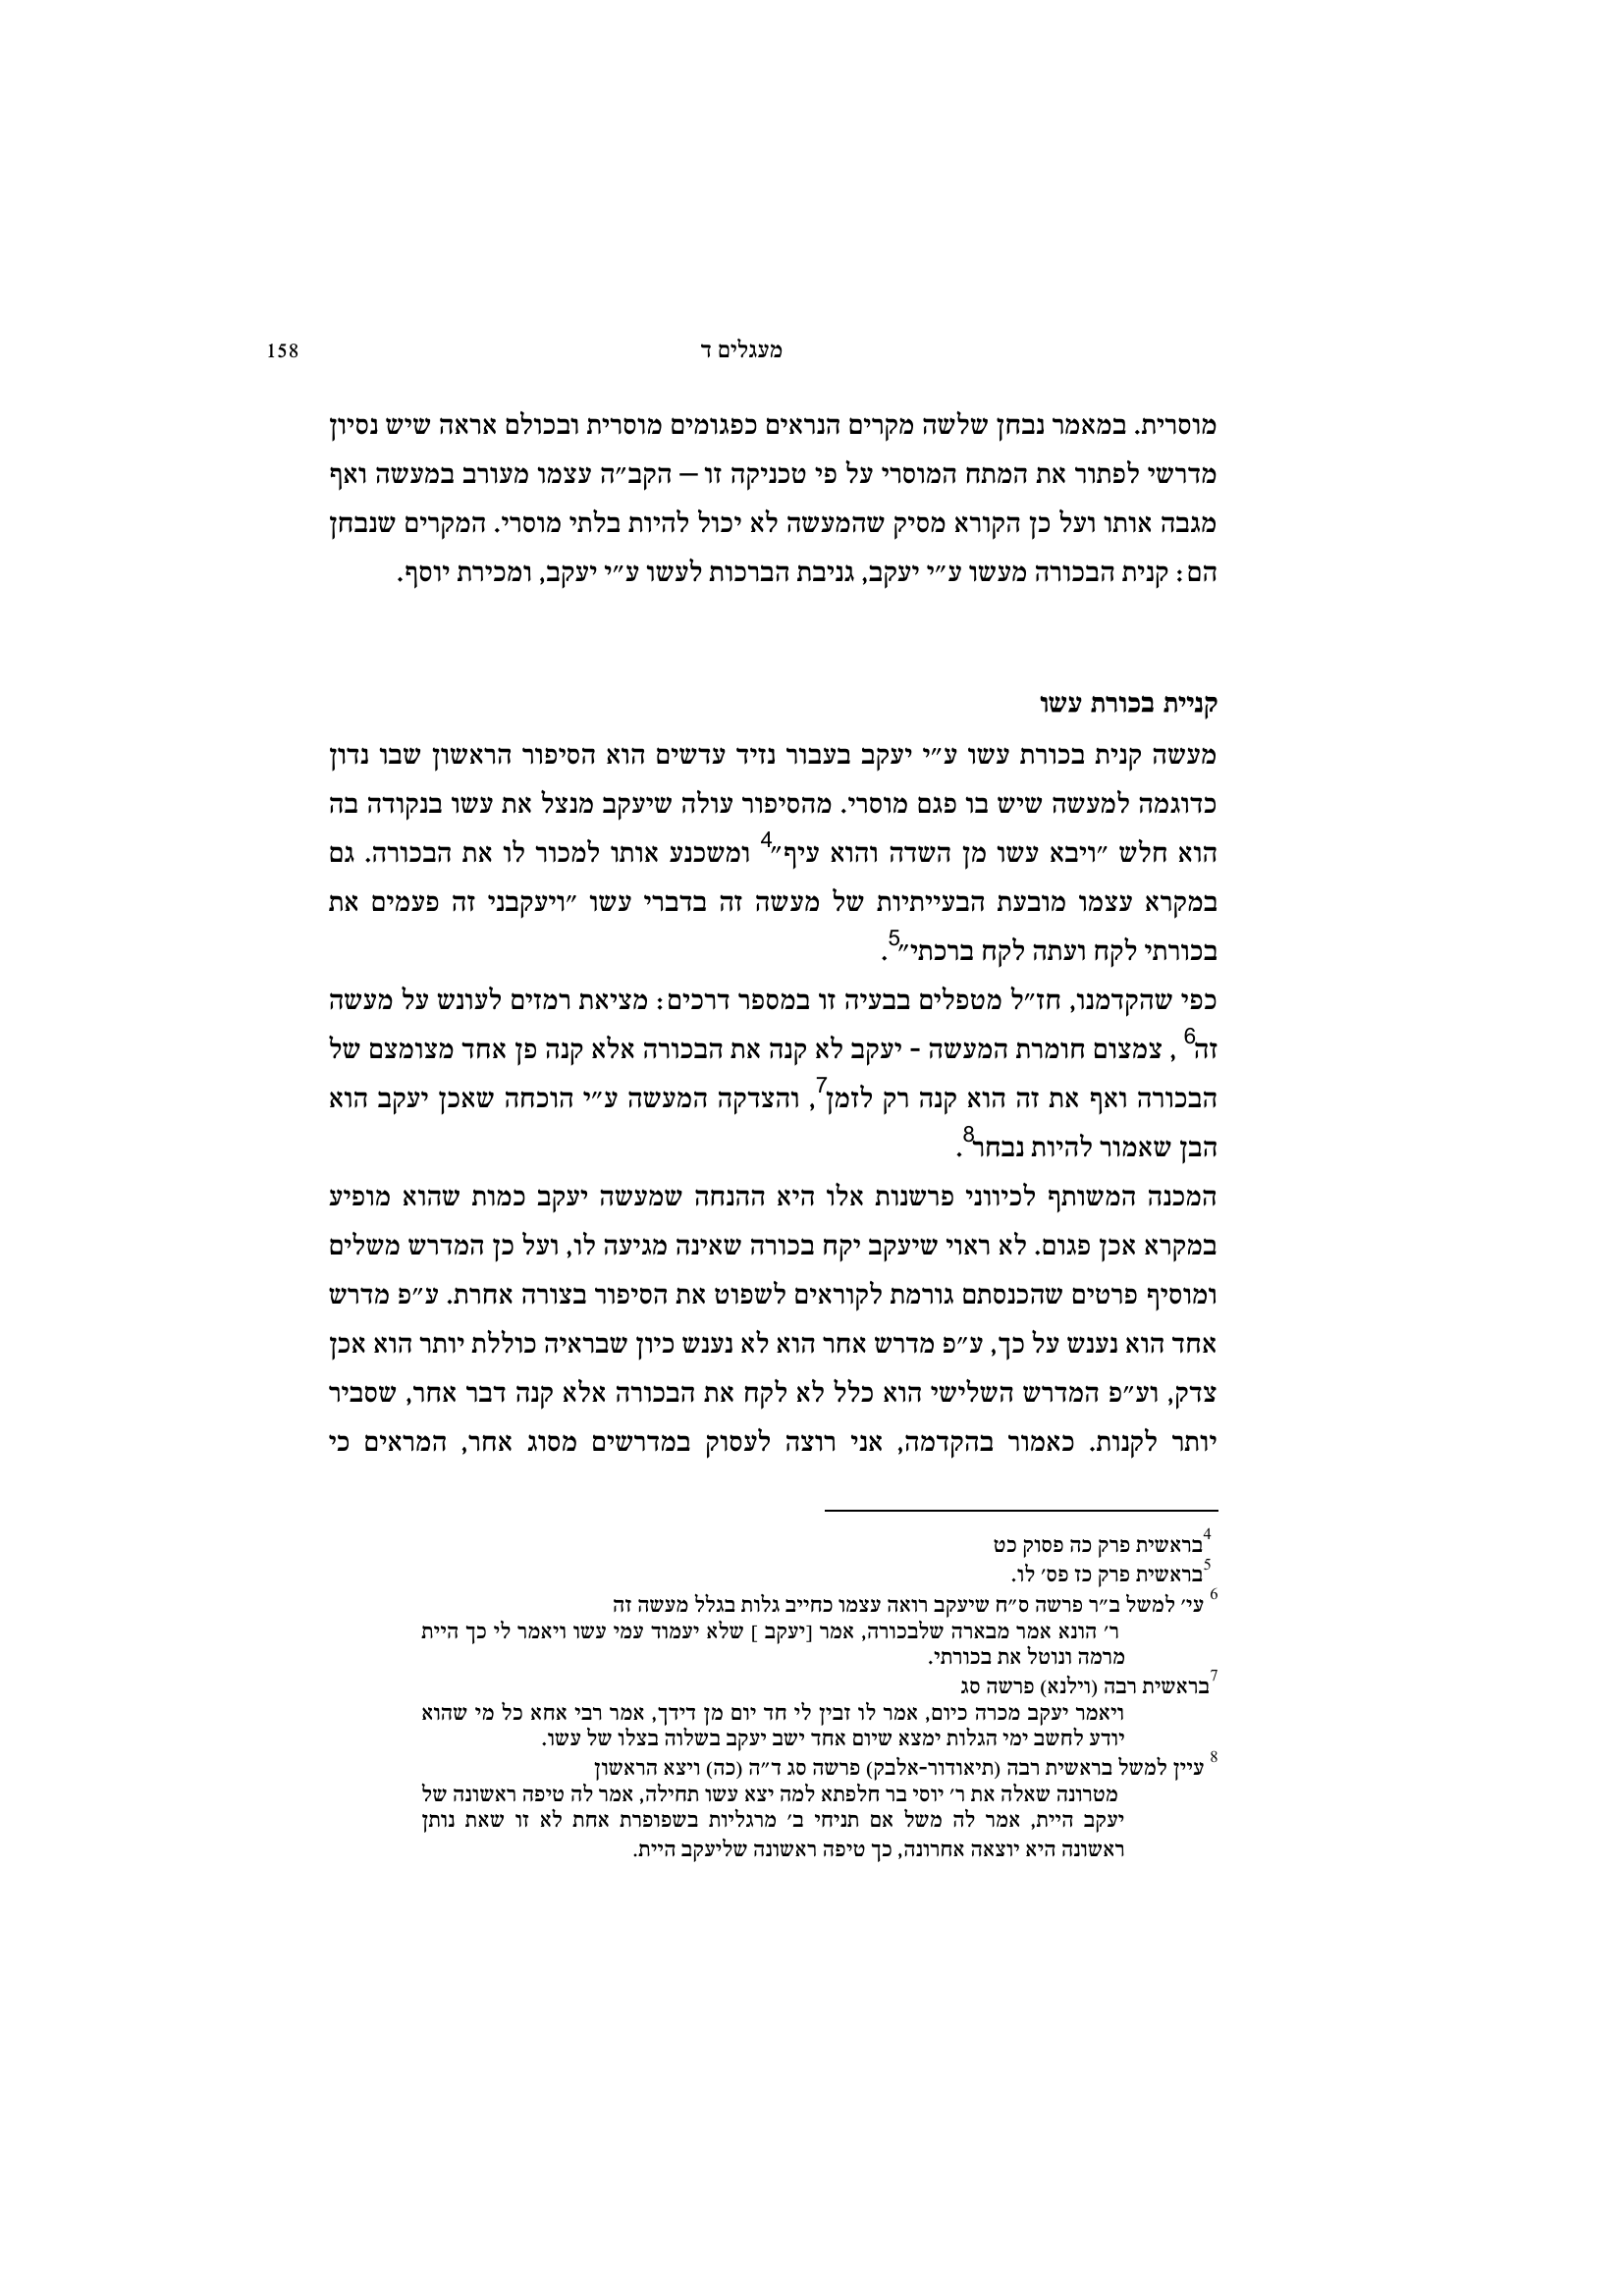 מעגלים ד 158
מוסרית. במאמר נבחן שלשה מקרים הנראים כפגומים מוסרית ובכולם אראה שיש נסיון
מדרשי לפתור את המתח המוסרי על פי טכניקה זו – הקב״ה עצמו מעורב במעשה ואף
מגבה אותו ועל כן הקורא מסיק שהמעשה לא יכול להיות בלתי מוסרי. המקרים שנבחן
הם: קנית הבכורה מעשו ע״י יעקב, גניבת הברכות לעשו ע״י יעקב, ומכירת יוסף.
קניית בכורת עשו
מעשה קנית בכורת עשו ע״י יעקב בעבור נזיד עדשים הוא הסיפור הראשון שבו נדון
כדוגמה למעשה שיש בו פגם מוסרי. מהסיפור עולה שיעקב מנצל את עשו בנקודה בה
הוא חלש ״ויבא עשו מן השדה והוא עיף״4 ומשכנע אותו למכור לו את הבכורה. גם
במקרא עצמו מובעת הבעייתיות של מעשה זה בדברי עשו ״ויעקבני זה פעמים את
בכורתי לקח ועתה לקח ברכתי״5.
כפי שהקדמנו, חז״ל מטפלים בבעיה זו במספר דרכים: מציאת רמזים לעונש על מעשה
זה6 , צמצום חומרת המעשה - יעקב לא קנה את הבכורה אלא קנה פן אחד מצומצם של
הבכורה ואף את זה הוא קנה רק לזמן7, והצדקה המעשה ע״י הוכחה שאכן יעקב הוא
הבן שאמור להיות נבחר8.
המכנה המשותף לכיווני פרשנות אלו היא ההנחה שמעשה יעקב כמות שהוא מופיע
במקרא אכן פגום. לא ראוי שיעקב יקח בכורה שאינה מגיעה לו, ועל כן המדרש משלים
ומוסיף פרטים שהכנסתם גורמת לקוראים לשפוט את הסיפור בצורה אחרת. ע״פ מדרש
אחד הוא נענש על כך, ע״פ מדרש אחר הוא לא נענש כיון שבראיה כוללת יותר הוא אכן
צדק, וע״פ המדרש השלישי הוא כלל לא לקח את הבכורה אלא קנה דבר אחר, שסביר
יותר לקנות. כאמור בהקדמה, אני רוצה לעסוק במדרשים מסוג אחר, המראים כי
4בראשית פרק כה פסוק כט
5בראשית פרק כז פס׳ לו.
6 עי׳ למשל ב״ר פרשה ס״ח שיעקב רואה עצמו כחייב גלות בגלל מעשה זה
ר׳ הונא אמר מבארה שלבכורה, אמר [יעקב ] שלא יעמוד עמי עשו ויאמר לי כך היית
מרמה ונוטל את בכורתי.
7בראשית רבה (וילנא) פרשה סג
ויאמר יעקב מכרה כיום, אמר לו זבין לי חד יום מן דידך, אמר רבי אחא כל מי שהוא
יודע לחשב ימי הגלות ימצא שיום אחד ישב יעקב בשלוה בצלו של עשו.
8 עיין למשל בראשית רבה (תיאודור-אלבק) פרשה סג ד״ה (כה) ויצא הראשון
מטרונה שאלה את ר׳ יוסי בר חלפתא למה יצא עשו תחילה, אמר לה טיפה ראשונה של
יעקב היית, אמר לה משל אם תניחי ב׳ מרגליות בשפופרת אחת לא זו שאת נותן
ראשונה היא יוצאה אחרונה, כך טיפה ראשונה שליעקב היית.